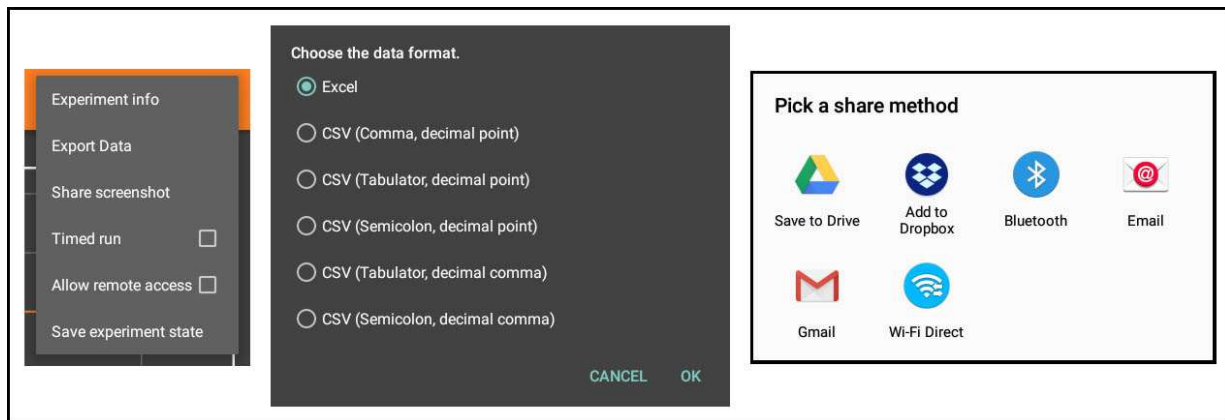 Experiment info
Export Data
Share screenshot
Timed run
Allow remote access
Save experiment state
Choose the data format.
Excel
CSV (Comma, decimal point)
CSV (Tabulator, decimal point)
CSV (Semicolon, decimal point)
CSV (Tabulator, decimal comma)
CSV (Semicolon, decimal comma)
CANCEL OK
Pick a share method
Save to Drive
Add to
Dropbox
Bluetooth
Email
Gmail
Wi-Fi Direct